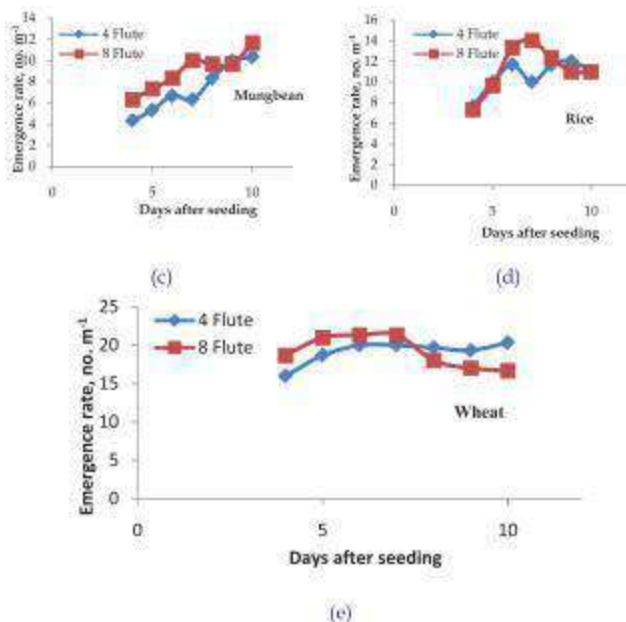 14
12
10
8
6
4
2
0
Emergence rate, no. m⁻¹
4 Flute
8 Flute
Mungbean
0
5
10
Days after seeding
(c)
16
14
12
10
8
6
4
2
0
Emergence rate, no. m⁻¹
4 Flute
8 Flute
Rice
0
5
10
Days after seeding
(d)
25
20
15
10
5
0
Emergence rate, no. m⁻¹
4 Flute
8 Flute
Wheat
0
5
10
Days after seeding
(e)